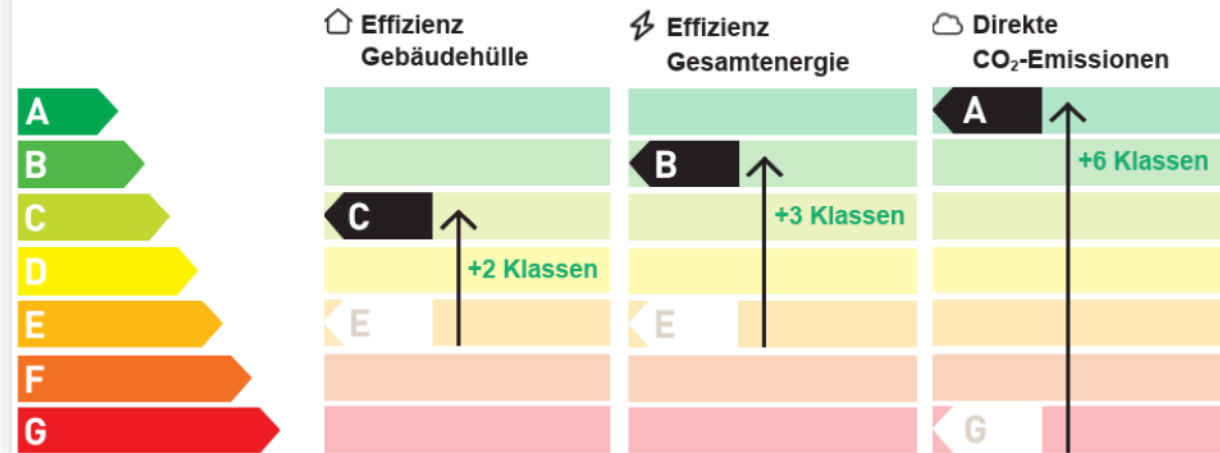 Effizienz
Gebäudehülle
Effizienz
Gesamtenergie
Direkte
CO₂-Emissionen
A
B
C
D
E
F
G
C
+2 Klassen
E
B
+3 Klassen
E
A
+6 Klassen
G